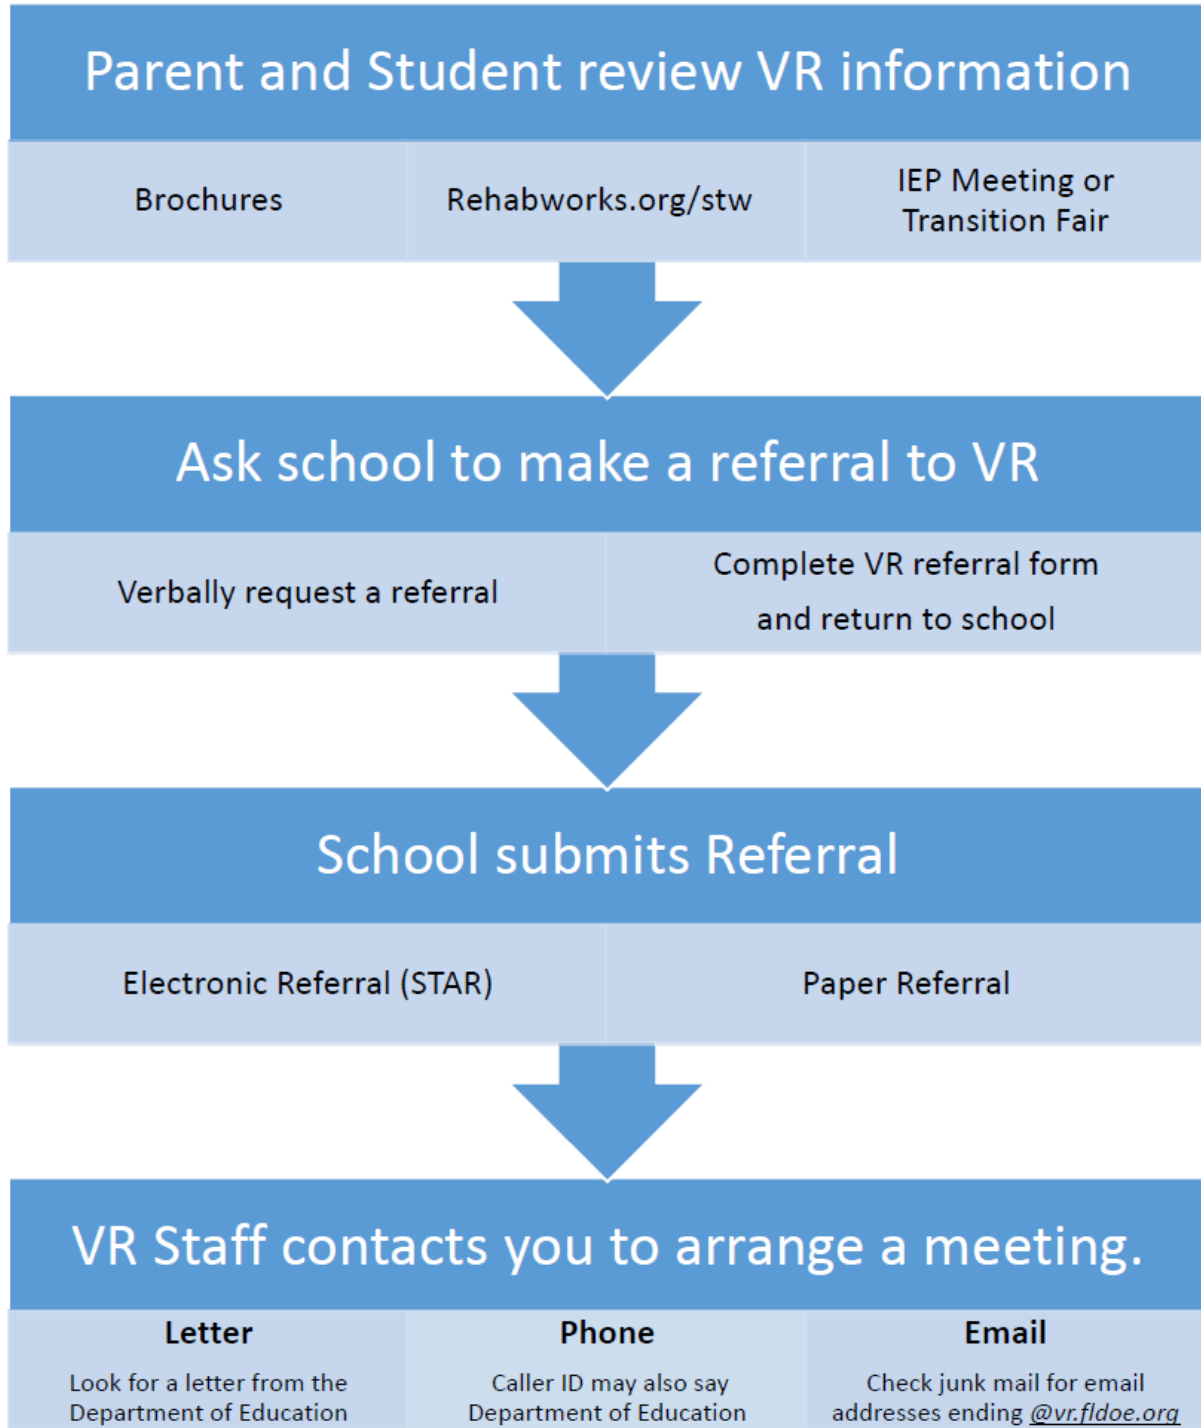 Parent and Student review VR information
Brochures
Rehabworks.org/stw
IEP Meeting or
Transition Fair
Ask school to make a referral to VR
Verbally request a referral
Complete VR referral form
and return to school
School submits Referral
Electronic Referral (STAR)
Paper Referral
VR Staff contacts you to arrange a meeting.
Letter
Look for a letter from the
Department of Education
Phone
Caller ID may also say
Department of Education
Email
Check junk mail for email
addresses ending @vr.fldoe.org